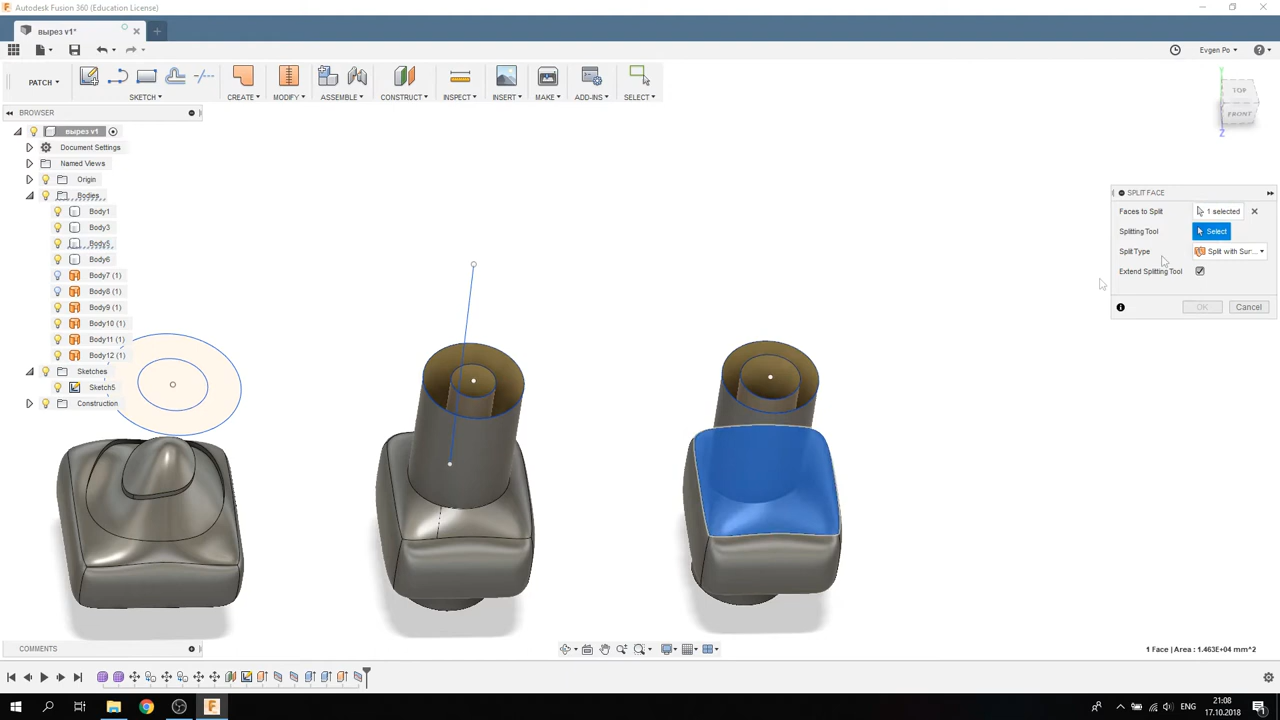 Autodesk Fusion 360 (Education License)
вырез v1*
Evgen Po
PATCH
SKETCH
CREATE
MODIFY
ASSEMBLE
CONSTRUCT
INSPECT
INSERT
MAKE
ADD-INS
SELECT
TOP
FRONT
Y
Z
BROWSER
вырез v1
Document Settings
Named Views
Origin
Bodies
Body1
Body3
Body5
Body6
Body7 (1)
Body8 (1)
Body9 (1)
Body10 (1)
Body11 (1)
Body12 (1)
Sketches
Sketch5
Construction
SPLIT FACE
Faces to Split 1 selected
Splitting Tool Select
Split Type Split with Sur...
Extend Splitting Tool
OK Cancel
COMMENTS
1 Face | Area : 1.463E+04 mm^2
ENG
21:08
17.10.2018
1